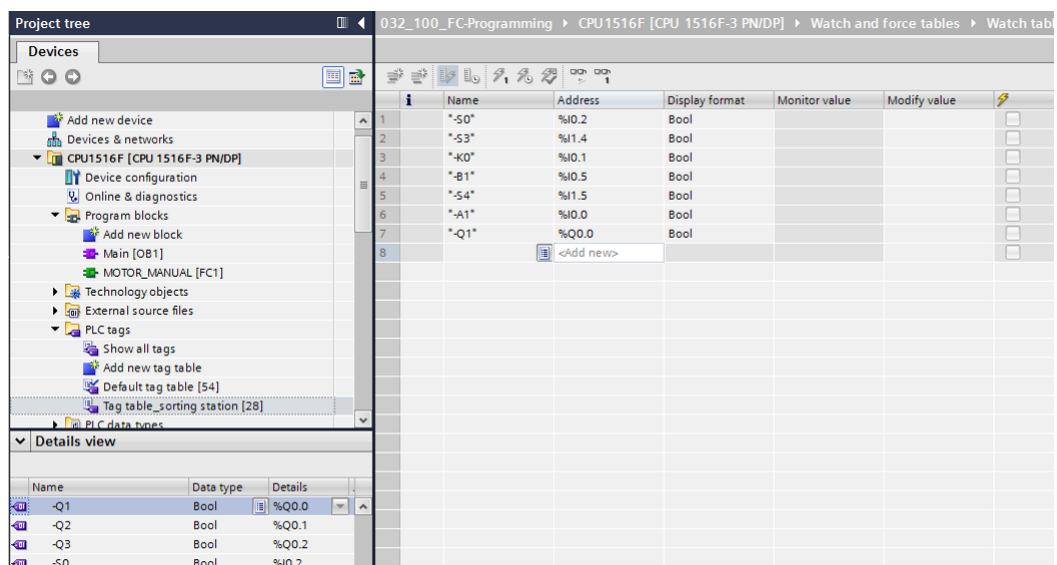 Project tree
032_100_FC-Programming ▸ CPU1516F [CPU 1516F-3 PN/DP] ▸ Watch and force tables ▸ Watch tabl
Devices
i Name Address Display format Monitor value Modify value
1 "-S0" %I0.2 Bool
2 "-S3" %I1.4 Bool
3 "-K0" %I0.1 Bool
4 "-B1" %I0.5 Bool
5 "-S4" %I1.5 Bool
6 "-A1" %I0.0 Bool
7 "-Q1" %Q0.0 Bool
8 <Add new>
Add new device
Devices & networks
CPU1516F [CPU 1516F-3 PN/DP]
Device configuration
Online & diagnostics
Program blocks
Add new block
Main [OB1]
MOTOR_MANUAL [FC1]
Technology objects
External source files
PLC tags
Show all tags
Add new tag table
Default tag table [54]
Tag table_sorting station [28]
PLC data types
Details view
Name Data type Details
-Q1 Bool %Q0.0
-Q2 Bool %Q0.1
-Q3 Bool %Q0.2
-S0 Bool %I0.2